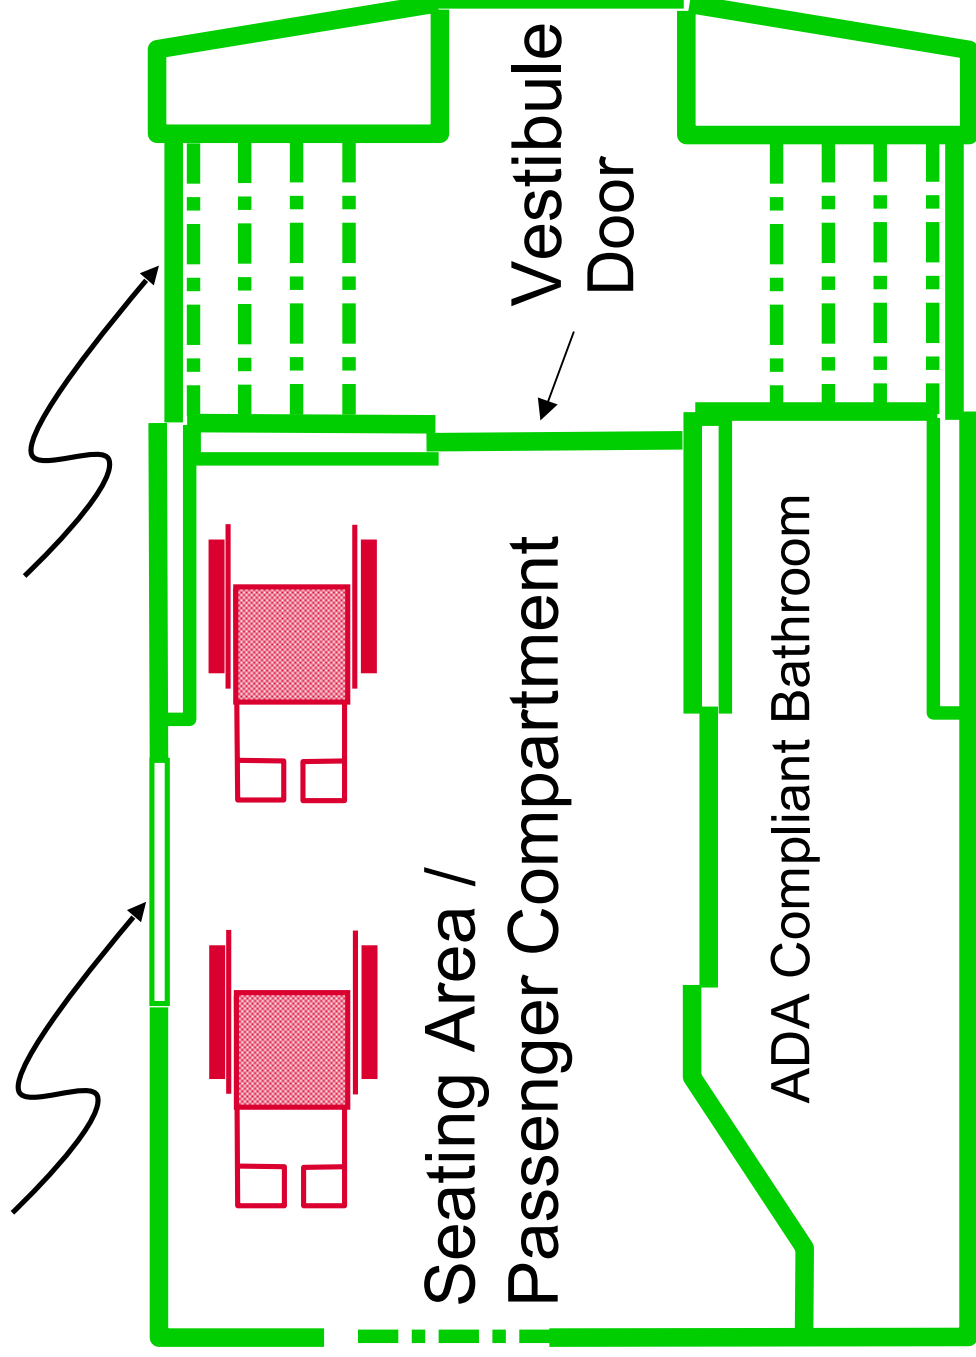 Vestibule
Door
Seating Area /
Passenger Compartment
ADA Compliant Bathroom